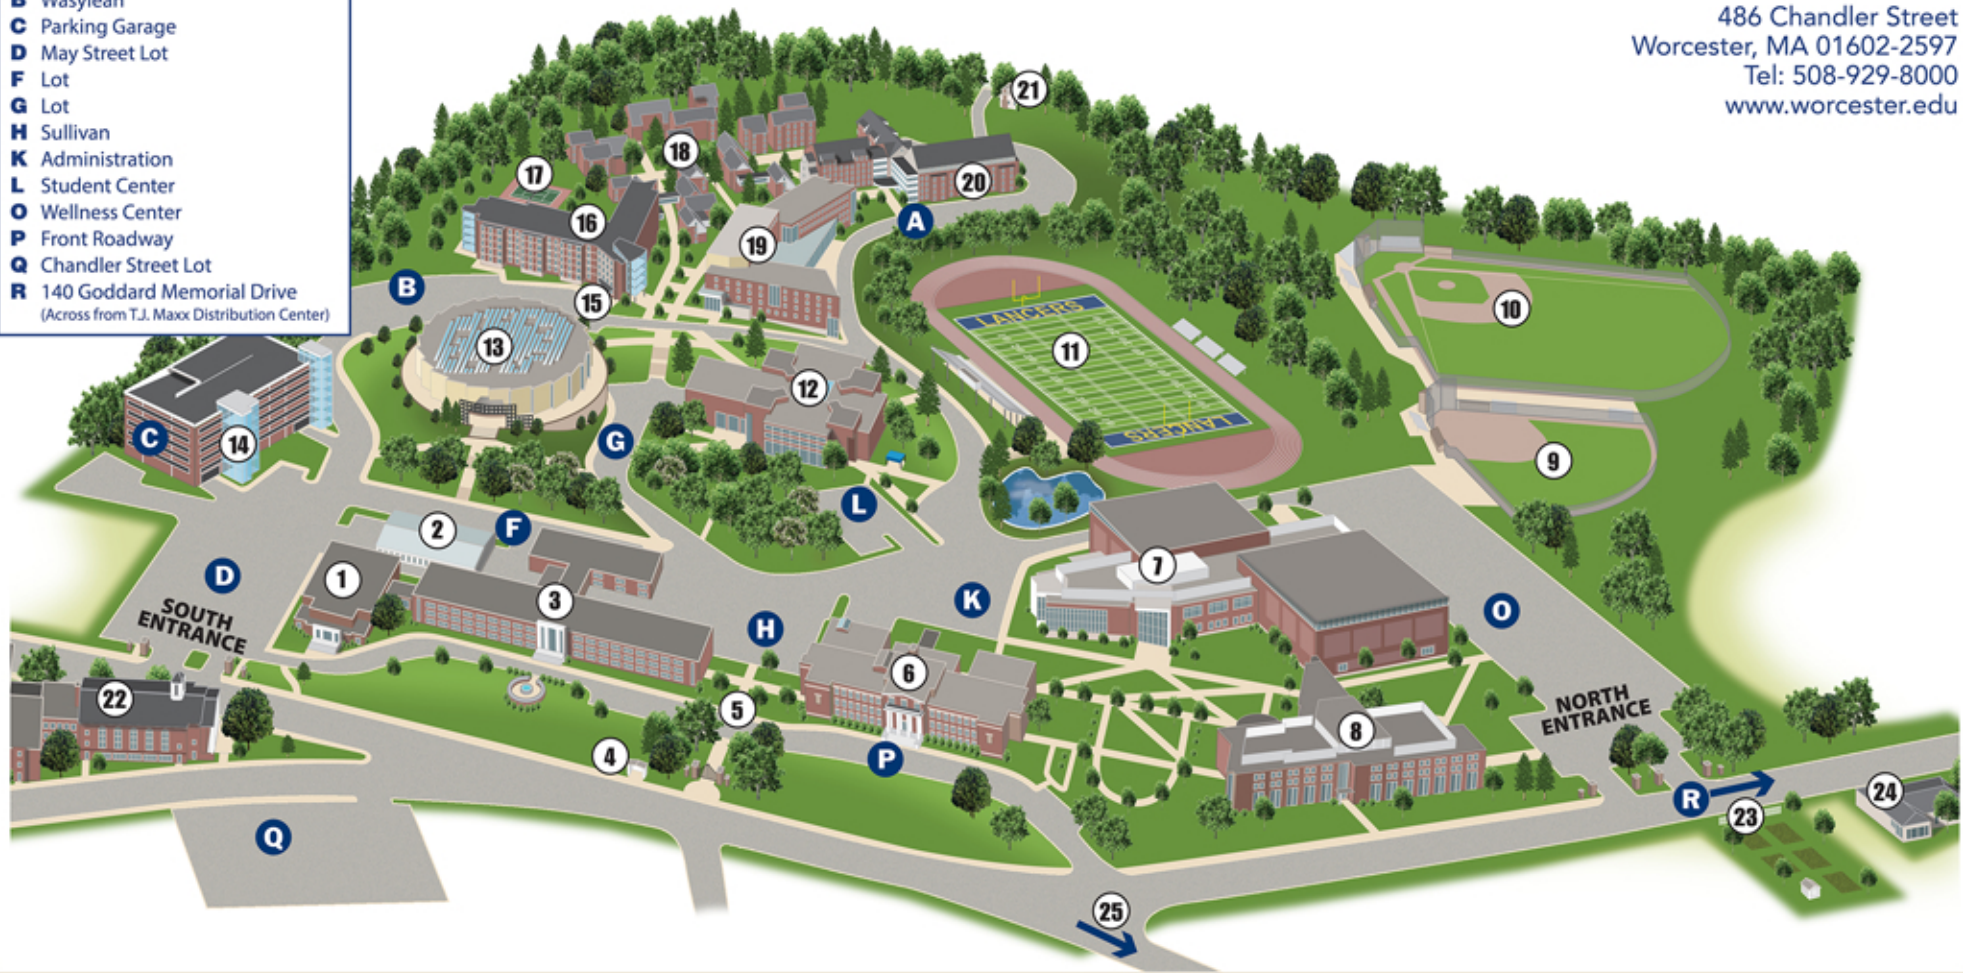 B Wasylean
C Parking Garage
D May Street Lot
F Lot
G Lot
H Sullivan
K Administration
L Student Center
O Wellness Center
P Front Roadway
Q Chandler Street Lot
R 140 Goddard Memorial Drive
(Across from T.J. Maxx Distribution Center)
486 Chandler Street
Worcester, MA 01602-2597
Tel: 508-929-8000
www.worcester.edu
21
18
17
20
16
A
19
B
15
10
13
11
12
C
14
G
9
L
2
F
7
D
1
3
K
O
H
SOUTH
ENTRANCE
6
22
5
NORTH
ENTRANCE
8
4
P
R
24
23
Q
25
LANCERS
LANCERS